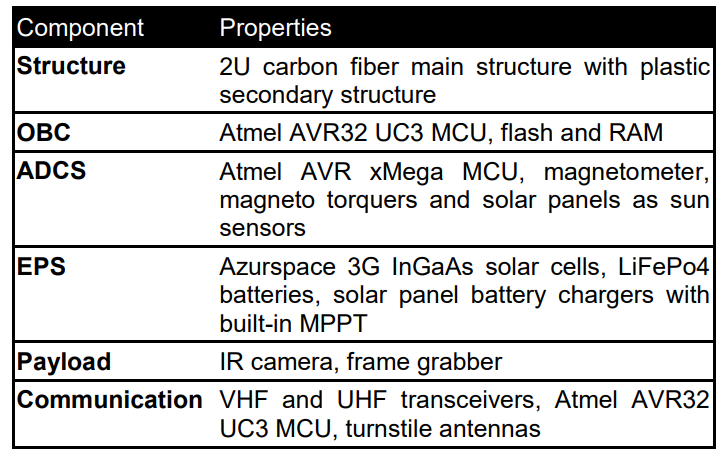 Component Properties
Structure 2U carbon fiber main structure with plastic
secondary structure
OBC Atmel AVR32 UC3 MCU, flash and RAM
ADCS Atmel AVR xMega MCU, magnetometer,
magneto torquers and solar panels as sun
sensors
EPS Azurspace 3G InGaAs solar cells, LiFePo4
batteries, solar panel battery chargers with
built-in MPPT
Payload IR camera, frame grabber
Communication VHF and UHF transceivers, Atmel AVR32
UC3 MCU, turnstile antennas